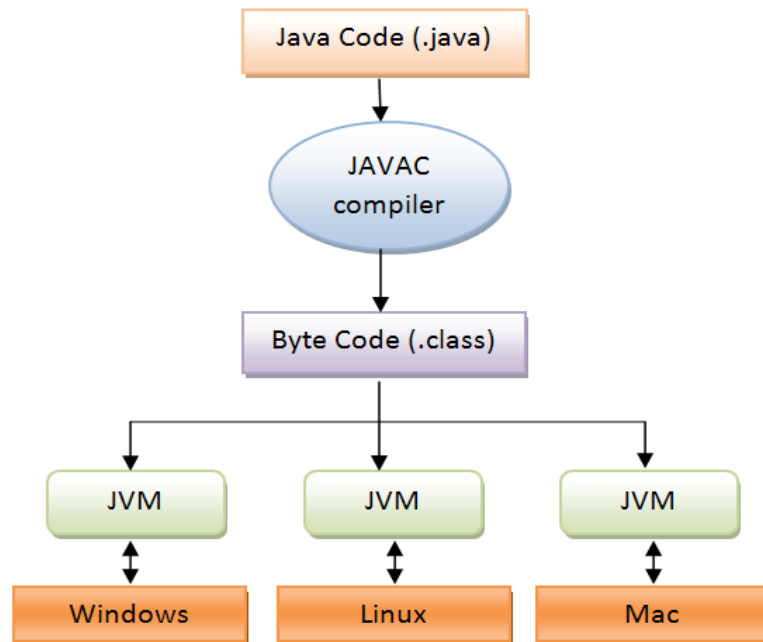 Java Code (.java)
JAVAC
compiler
Byte Code (.class)
JVM
JVM
JVM
Windows
Linux
Mac